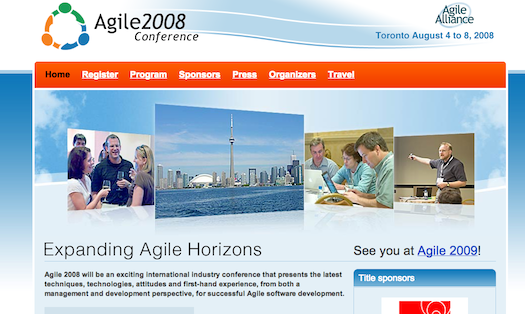 Agile2008
Conference
Agile
Alliance
Toronto August 4 to 8, 2008
Home Register Program Sponsors Press Organizers Travel
Expanding Agile Horizons
See you at Agile 2009!
Agile 2008 will be an exciting international industry conference that presents the latest
techniques, technologies, attitudes and first-hand experience, from both a
management and development perspective, for successful Agile software development.
Title sponsors